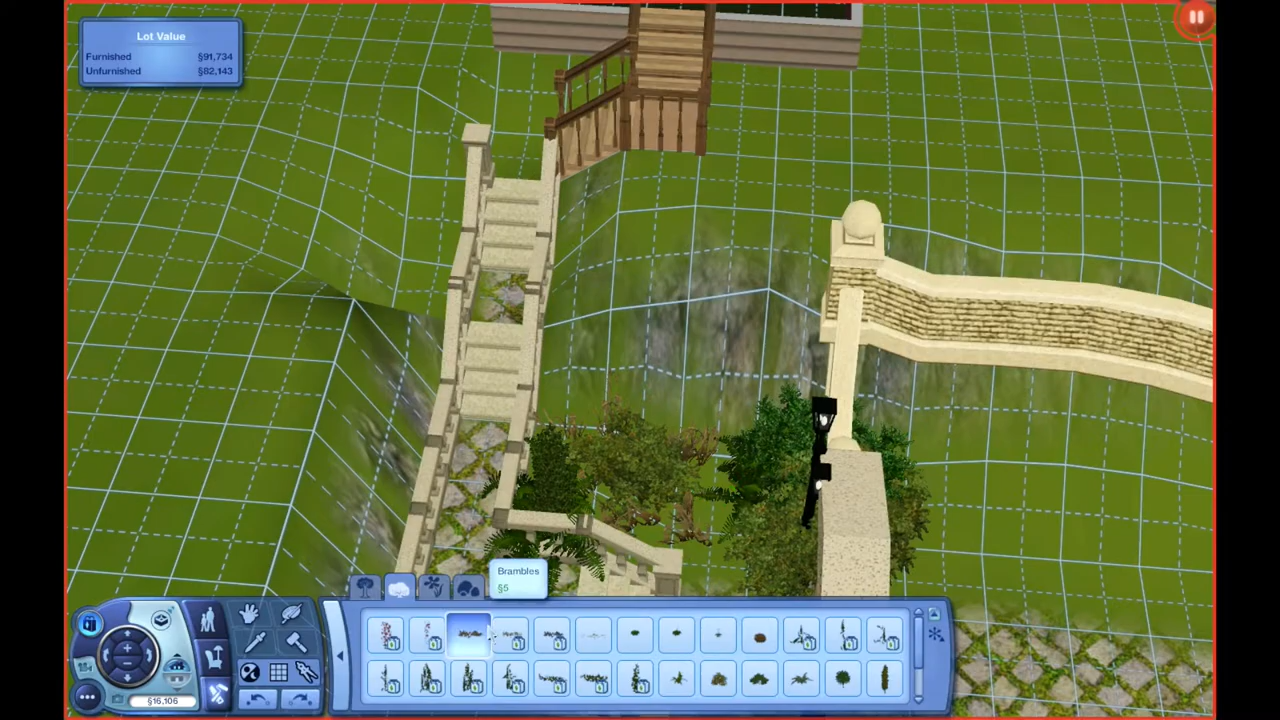 Lot Value
Furnished §91,734
Unfurnished §82,143
Brambles
§5
§16,106